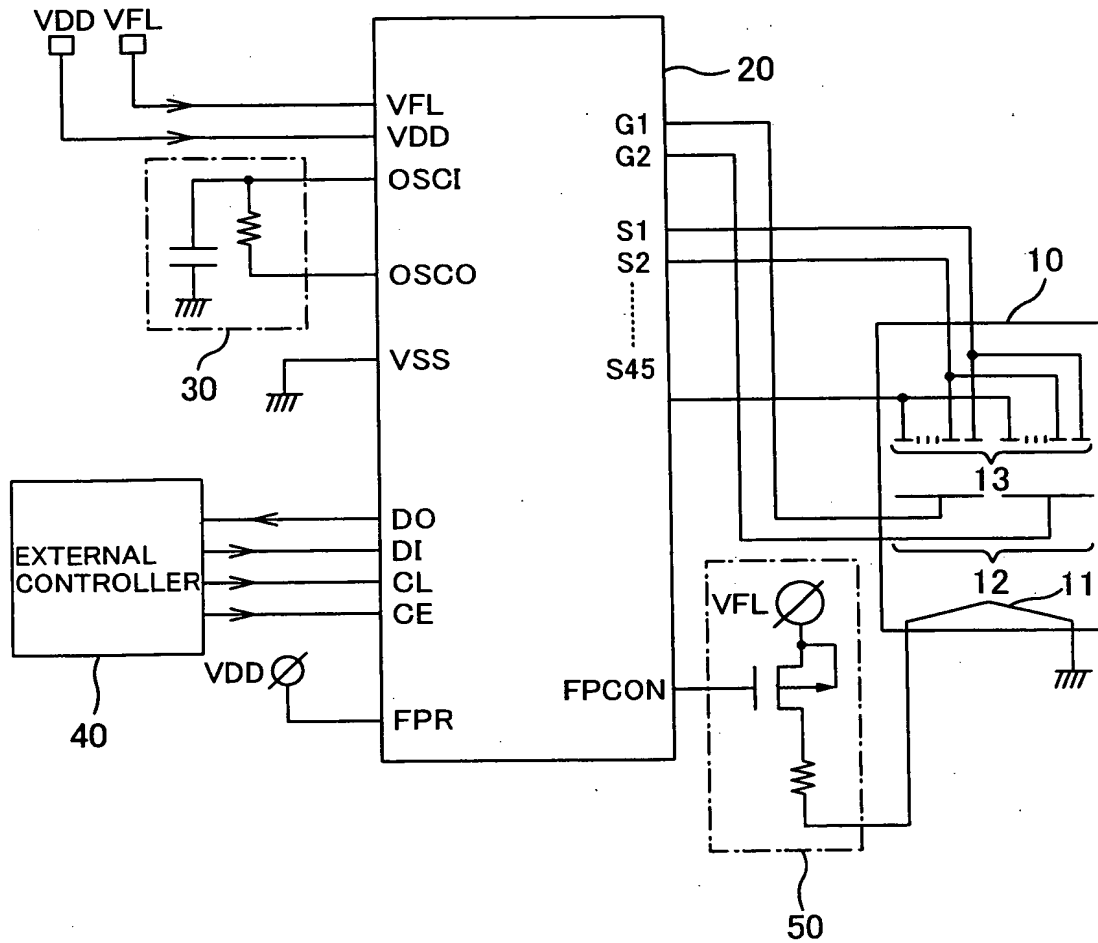 VDD VFL
20
VFL
VDD
OSCI
OSCO
30
VSS
G1
G2
S1
S2
S45
10
13
12
11
EXTERNAL
CONTROLLER
40
DO
DI
CL
CE
VDD
FPR
FPCON
VFL
50